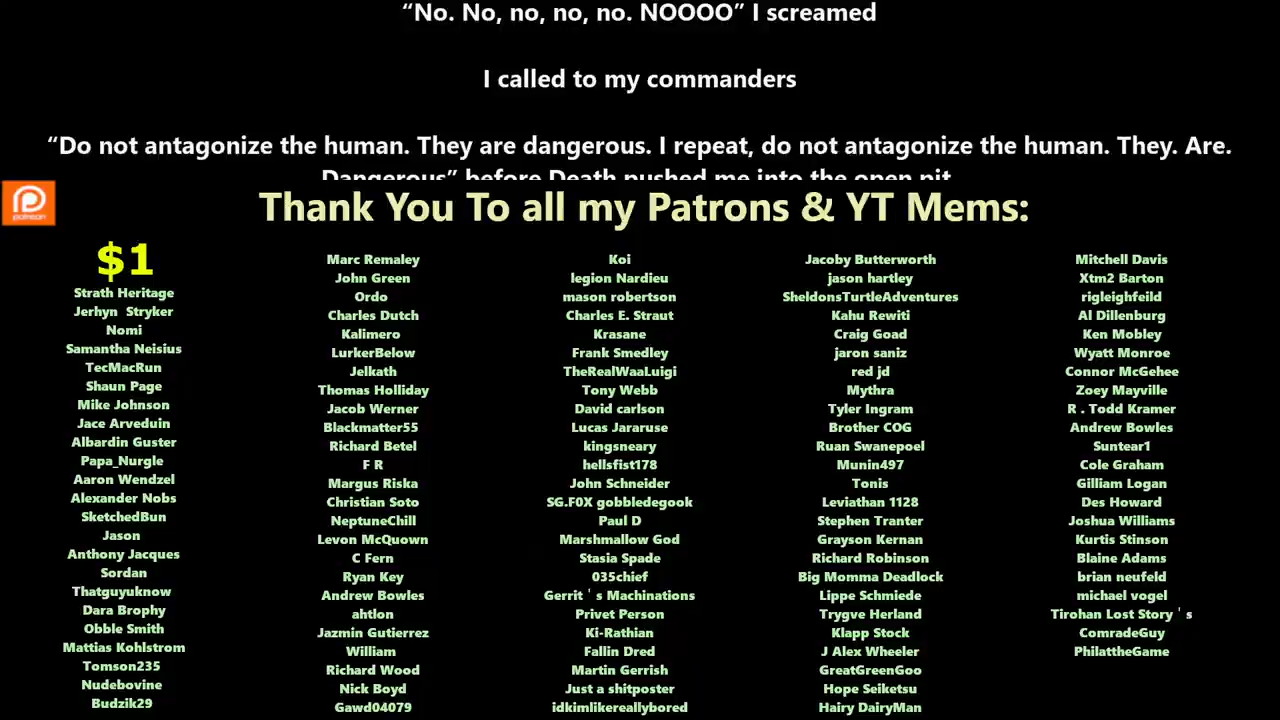 “No. No, no, no, no. NOOOO” I screamed
I called to my commanders
“Do not antagonize the human. They are dangerous. I repeat, do not antagonize the human. They. Are.
Dangerous” before Death pushed me into the open pit
patreon
Thank You To all my Patrons & YT Mems:
$1
Strath Heritage
Jerhyn  Stryker
Nomi
Samantha Neisius
TecMacRun
Shaun Page
Mike Johnson
Jace Arveduin
Albardin Guster
Papa_Nurgle
Aaron Wendzel
Alexander Nobs
SketchedBun
Jason
Anthony Jacques
Sordan
Thatguyuknow
Dara Brophy
Obble Smith
Mattias Kohlstrom
Tomson235
Nudebovine
Budzik29
Marc Remaley
John Green
Ordo
Charles Dutch
Kalimero
LurkerBelow
Jelkath
Thomas Holliday
Jacob Werner
Blackmatter55
Richard Betel
F R
Margus Riska
Christian Soto
NeptuneChill
Levon McQuown
C Fern
Ryan Key
Andrew Bowles
ahtlon
Jazmin Gutierrez
William
Richard Wood
Nick Boyd
Gawd04079
Koi
legion Nardieu
mason robertson
Charles E. Straut
Krasane
Frank Smedley
TheRealWaaLuigi
Tony Webb
David carlson
Lucas Jararuse
kingsneary
hellsfist178
John Schneider
SG.F0X gobbledegook
Paul D
Marshmallow God
Stasia Spade
035chief
Gerrit ' s Machinations
Privet Person
Ki-Rathian
Fallin Dred
Martin Gerrish
Just a shitposter
idkimlikereallybored
Jacoby Butterworth
jason hartley
SheldonsTurtleAdventures
Kahu Rewiti
Craig Goad
jaron saniz
red jd
Mythra
Tyler Ingram
Brother COG
Ruan Swanepoel
Munin497
Tonis
Leviathan 1128
Stephen Tranter
Grayson Kernan
Richard Robinson
Big Momma Deadlock
Lippe Schmiede
Trygve Herland
Klapp Stock
J Alex Wheeler
GreatGreenGoo
Hope Seiketsu
Hairy DairyMan
Mitchell Davis
Xtm2 Barton
rigleighfeild
Al Dillenburg
Ken Mobley
Wyatt Monroe
Connor McGehee
Zoey Mayville
R . Todd Kramer
Andrew Bowles
Suntear1
Cole Graham
Gilliam Logan
Des Howard
Joshua Williams
Kurtis Stinson
Blaine Adams
brian neufeld
michael vogel
Tirohan Lost Story ' s
ComradeGuy
PhilattheGame